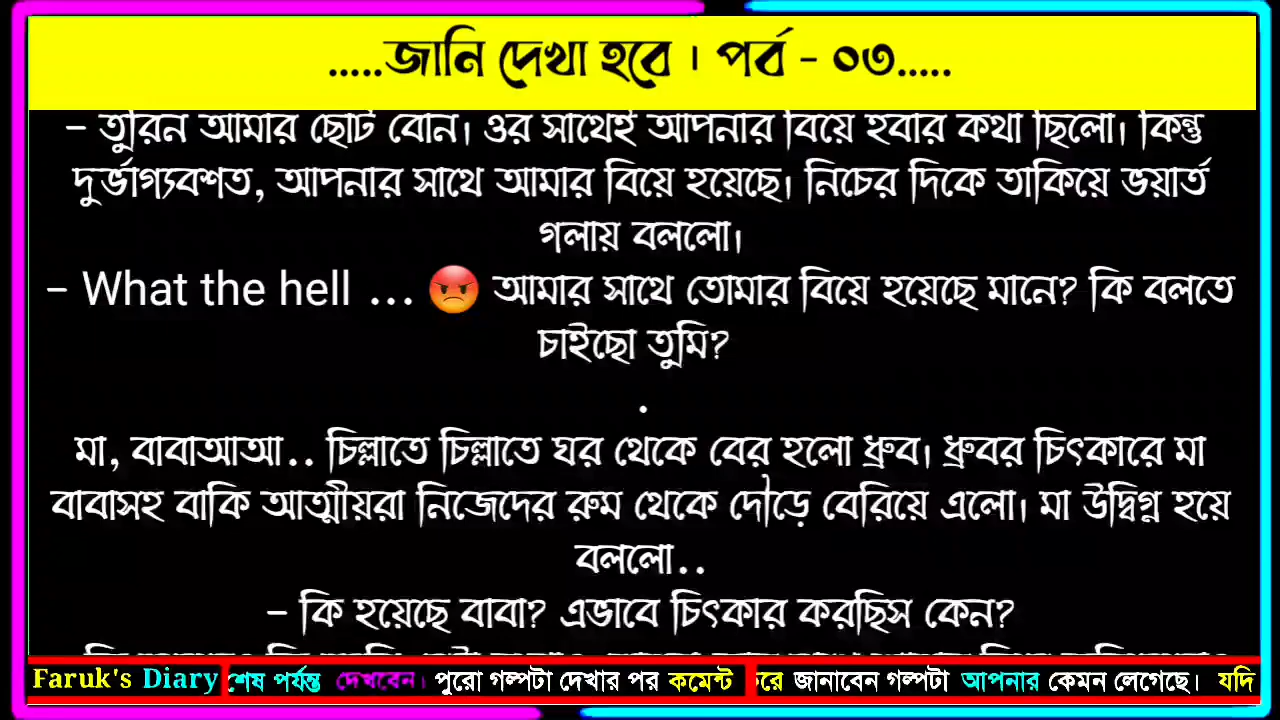 .....জানি দেখা হবে । পর্ব - ০৩.....
– তুরিন আমার ছোট বোন। ওর সাথেই আপনার বিয়ে হবার কথা ছিলো। কিন্তু
দুর্ভাগ্যবশত, আপনার সাথে আমার বিয়ে হয়েছে। নিচের দিকে তাকিয়ে ভয়ার্ত
গলায় বললো।
– What the hell ... 😡 আমার সাথে তোমার বিয়ে হয়েছে মানে? কি বলতে
চাইছো তুমি?
.
মা, বাবাআআ.. চিল্লাতে চিল্লাতে ঘর থেকে বের হলো ধ্রুব। ধ্রুবর চিৎকারে মা
বাবাসহ বাকি আত্মীয়রা নিজেদের রুম থেকে দৌড়ে বেরিয়ে এলো। মা উদ্বিগ্ন হয়ে
বললো..
– কি হয়েছে বাবা? এভাবে চিৎকার করছিস কেন?
Faruk's Diary শেষ পর্যন্ত দেখবেন। পুরো গল্পটা দেখার পর কমেন্ট রে জানাবেন গল্পটা আপনার কেমন লেগেছে। যদি